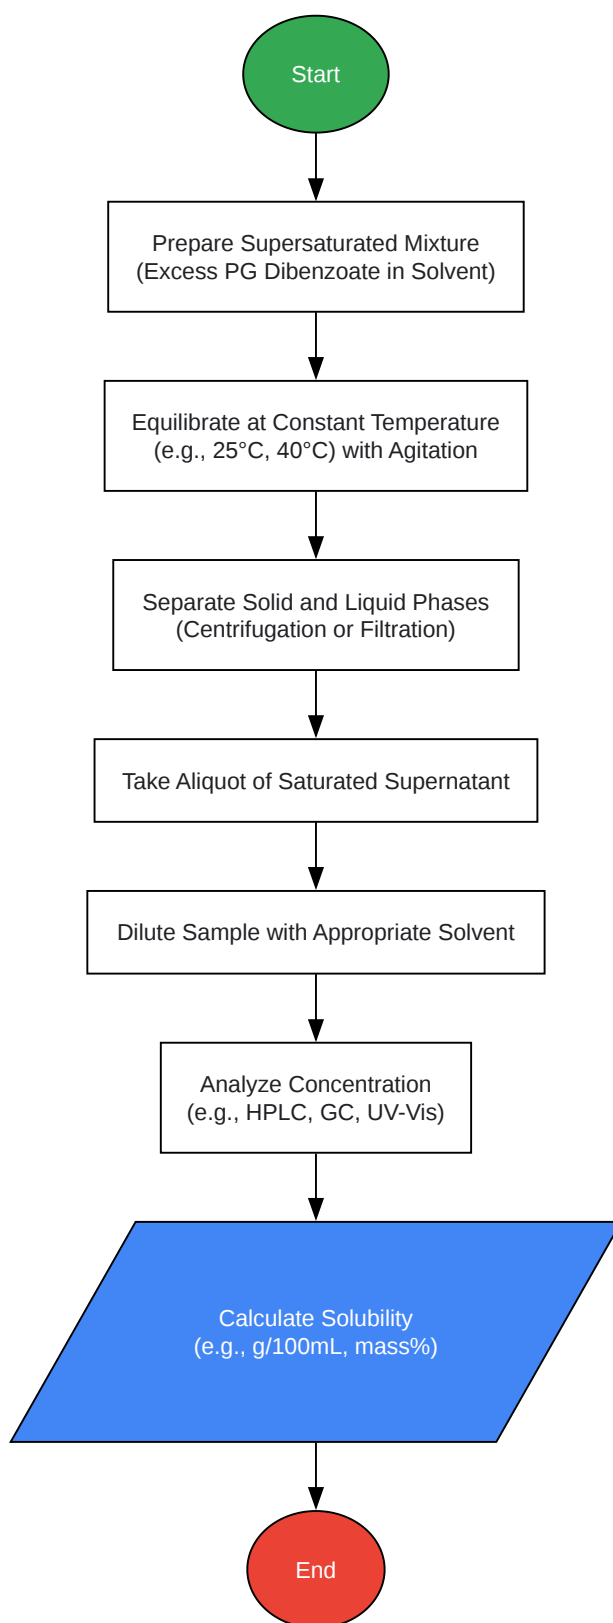 Start
Prepare Supersaturated Mixture
(Excess PG Dibenzoate in Solvent)
Equilibrate at Constant Temperature
(e.g., 25°C, 40°C) with Agitation
Separate Solid and Liquid Phases
(Centrifugation or Filtration)
Take Aliquot of Saturated Supernatant
Dilute Sample with Appropriate Solvent
Analyze Concentration
(e.g., HPLC, GC, UV-Vis)
Calculate Solubility
(e.g., g/100mL, mass%)
End